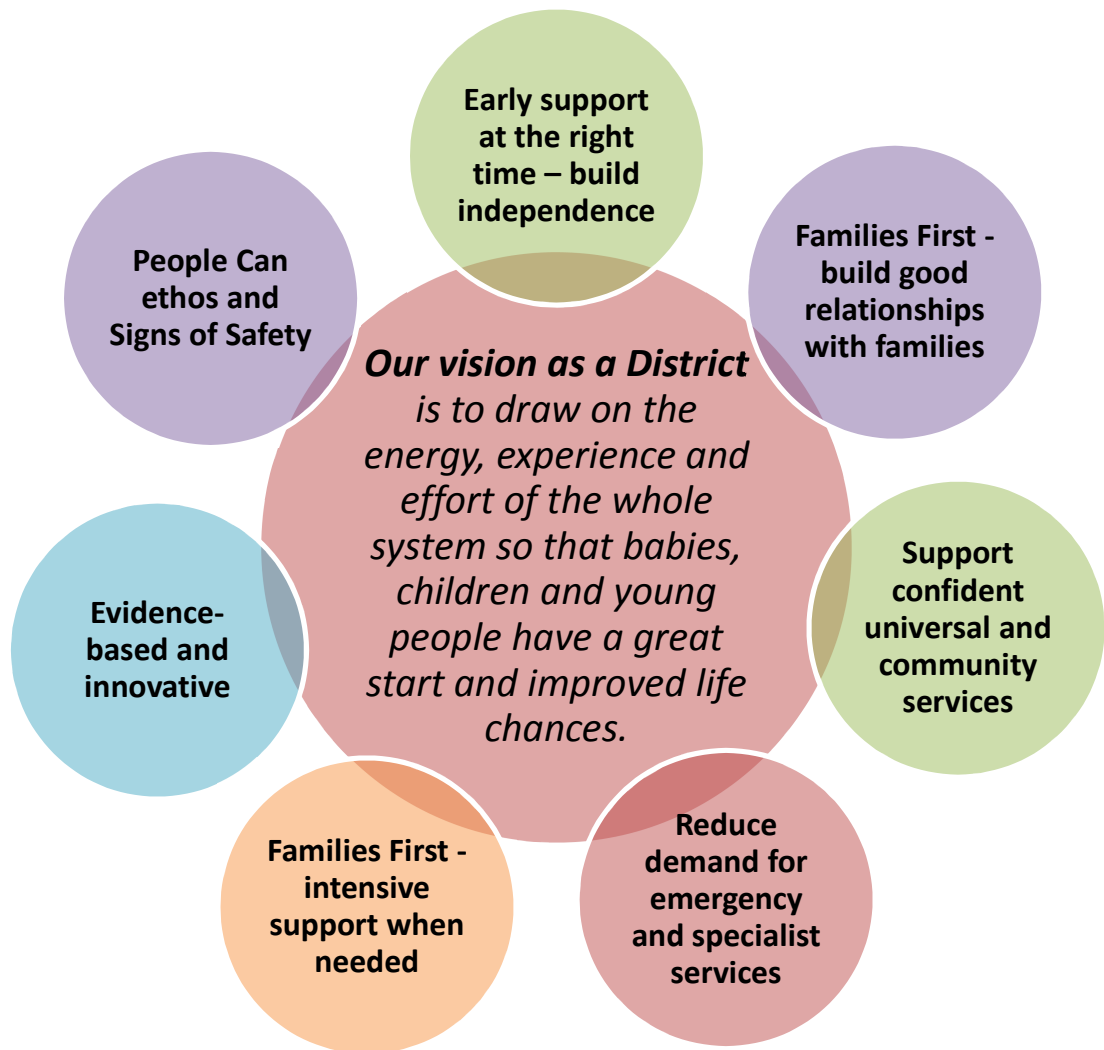 Early support
at the right
time – build
independence
Families First -
build good
relationships
with families
Support
confident
universal and
community
services
Reduce
demand for
emergency
and specialist
services
Families First -
intensive
support when
needed
Evidence-
based and
innovative
People Can
ethos and
Signs of Safety
Our vision as a District
is to draw on the
energy, experience and
effort of the whole
system so that babies,
children and young
people have a great
start and improved life
chances.